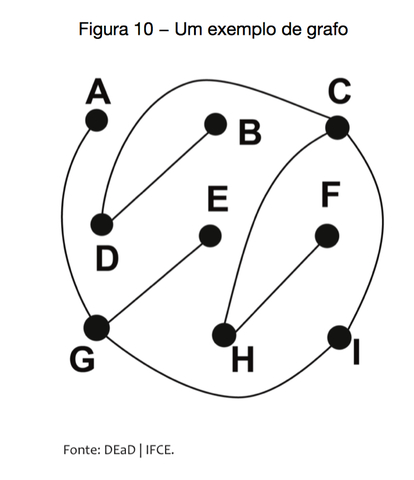 Figura 10 – Um exemplo de grafo
A
C
B
E
F
D
G
H
I
Fonte: DEaD | IFCE.